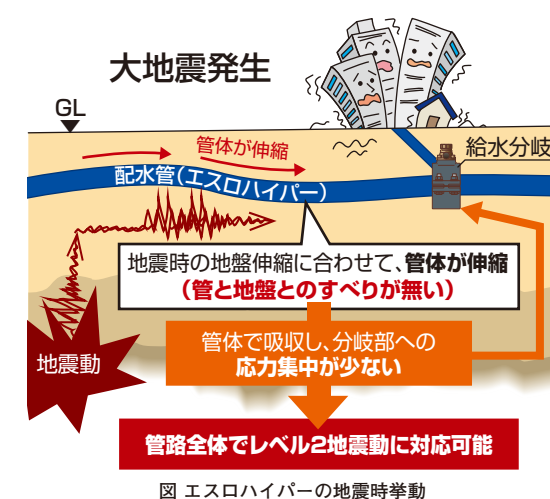 大地震発生
GL
管体が伸縮
給水分岐
配水管(エスロハイパー)
地震時の地盤伸縮に合わせて、管体が伸縮
(管と地盤とのすべりが無い)
地震動
管体で吸収し、分岐部への
応力集中が少ない
管路全体でレベル2地震動に対応可能
図 エスロハイパーの地震時挙動